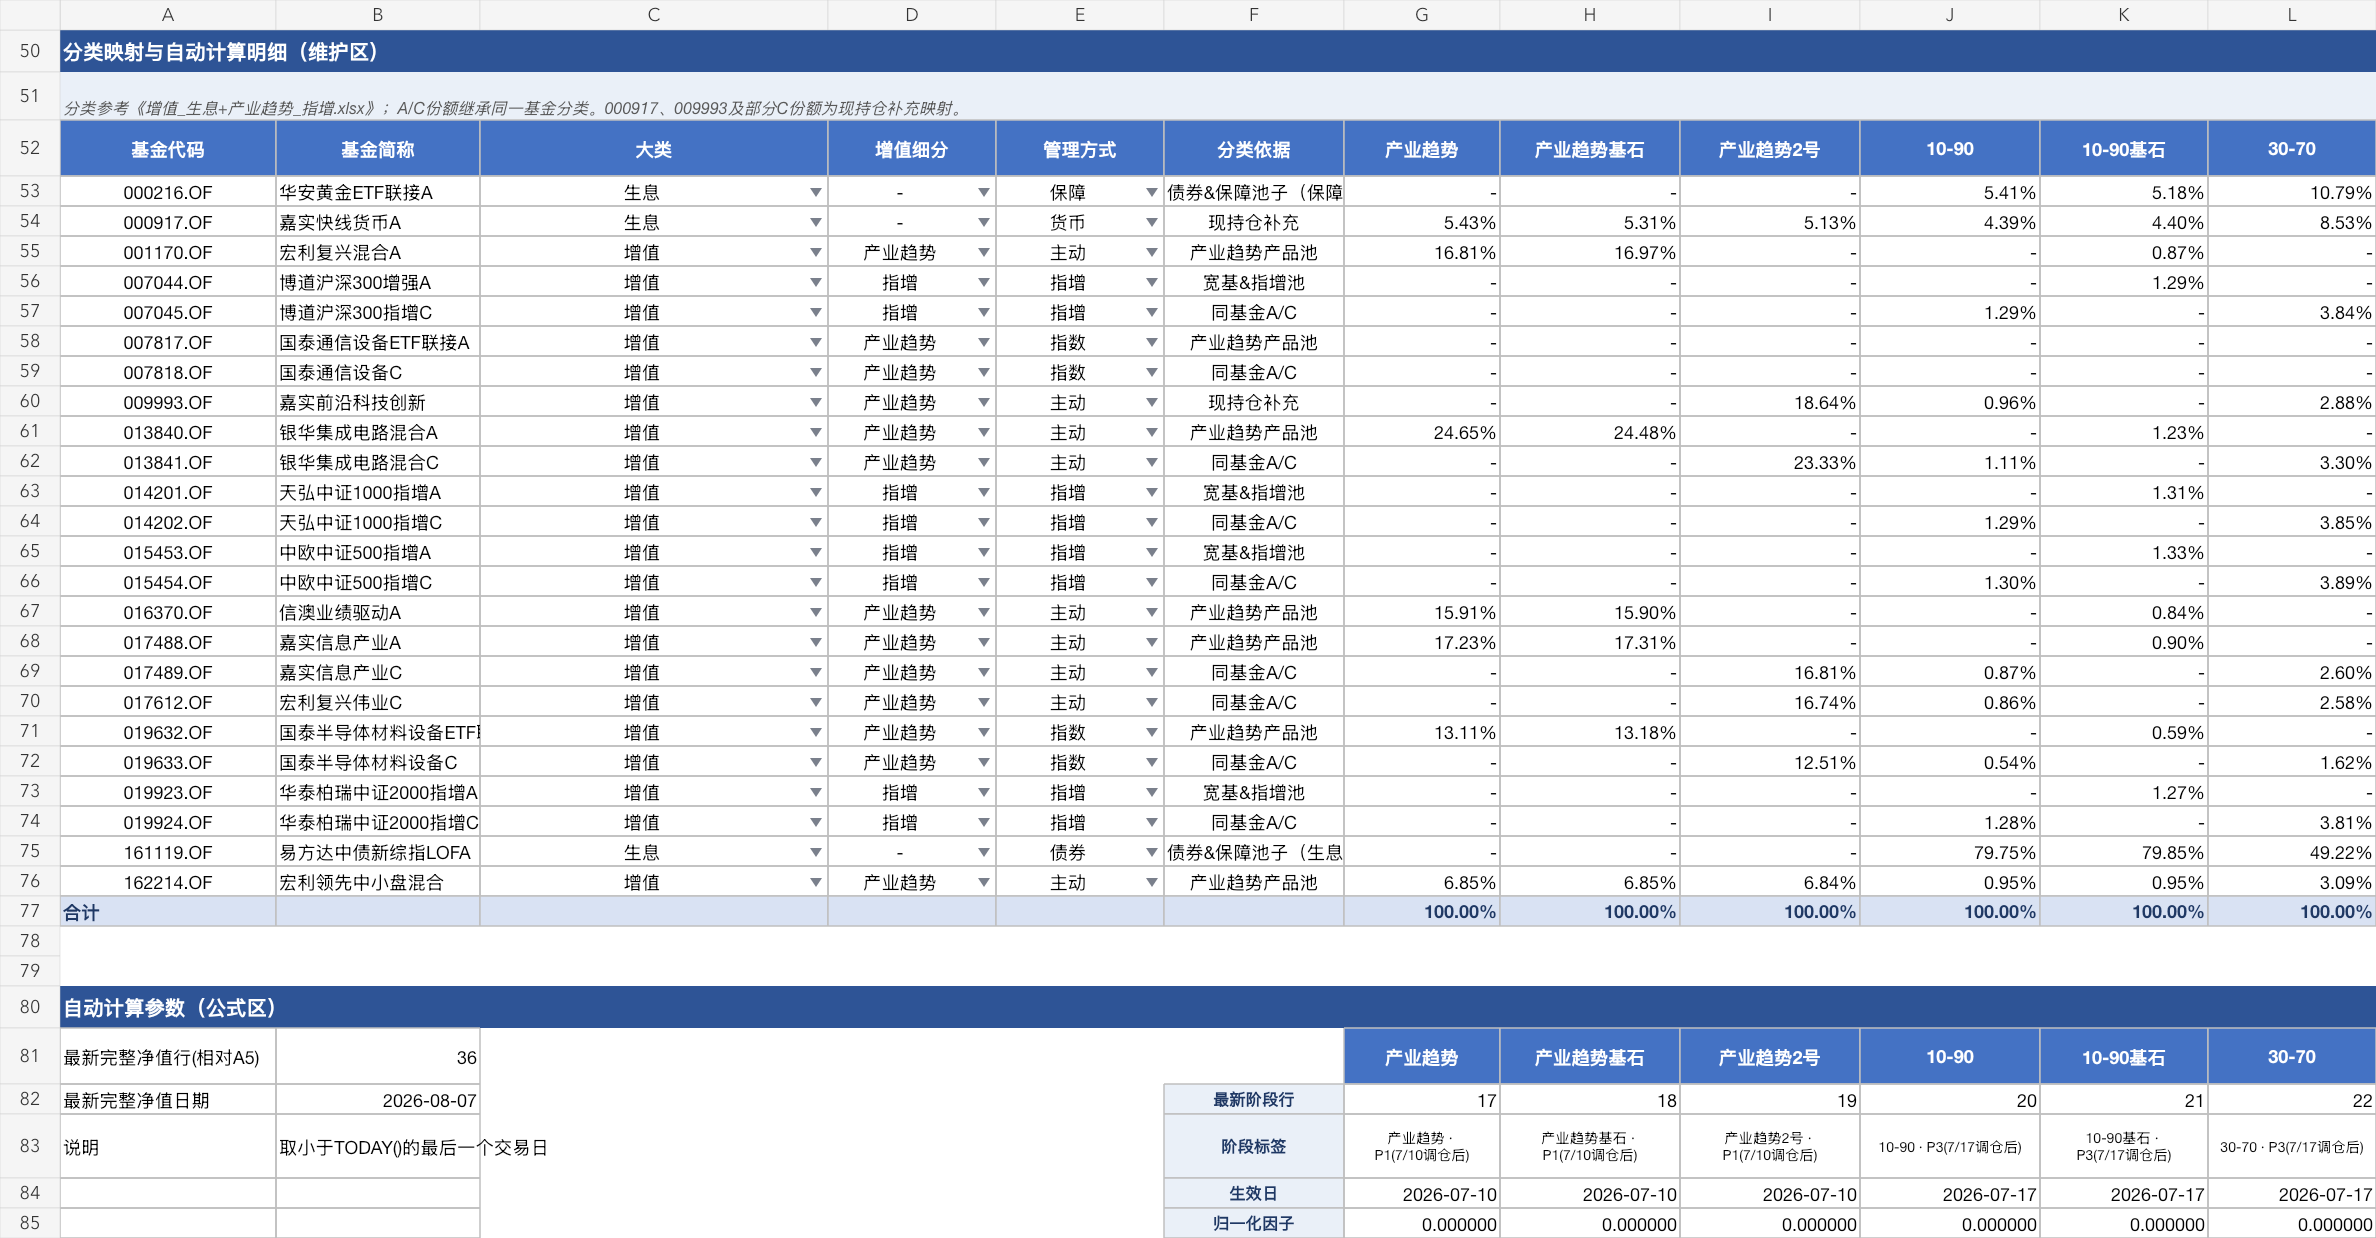 A B C D E F G H I J K L
50 分类映射与自动计算明细（维护区）
51 分类参考《增值_生息+产业趋势_指增.xlsx》；A/C份额继承同一基金分类。000917、009993及部分C份额为现持仓补充映射。
52 基金代码 基金简称 大类 增值细分 管理方式 分类依据 产业趋势 产业趋势基石 产业趋势2号 10-90 10-90基石 30-70
53 000216.OF 华安黄金ETF联接A 生息 - 保障 债券&保障池子（保障 - - - 5.41% 5.18% 10.79%
54 000917.OF 嘉实快线货币A 生息 - 货币 现持仓补充 5.43% 5.31% 5.13% 4.39% 4.40% 8.53%
55 001170.OF 宏利复兴混合A 增值 产业趋势 主动 产业趋势产品池 16.81% 16.97% - - 0.87% -
56 007044.OF 博道沪深300增强A 增值 指增 指增 宽基&指增池 - - - - 1.29% -
57 007045.OF 博道沪深300指增C 增值 指增 指增 同基金A/C - - - 1.29% - 3.84%
58 007817.OF 国泰通信设备ETF联接A 增值 产业趋势 指数 产业趋势产品池 - - - - - -
59 007818.OF 国泰通信设备C 增值 产业趋势 指数 同基金A/C - - - - - -
60 009993.OF 嘉实前沿科技创新 增值 产业趋势 主动 现持仓补充 - - 18.64% 0.96% - 2.88%
61 013840.OF 银华集成电路混合A 增值 产业趋势 主动 产业趋势产品池 24.65% 24.48% - - 1.23% -
62 013841.OF 银华集成电路混合C 增值 产业趋势 主动 同基金A/C - - 23.33% 1.11% - 3.30%
63 014201.OF 天弘中证1000指增A 增值 指增 指增 宽基&指增池 - - - - 1.31% -
64 014202.OF 天弘中证1000指增C 增值 指增 指增 同基金A/C - - - 1.29% - 3.85%
65 015453.OF 中欧中证500指增A 增值 指增 指增 宽基&指增池 - - - - 1.33% -
66 015454.OF 中欧中证500指增C 增值 指增 指增 同基金A/C - - - 1.30% - 3.89%
67 016370.OF 信澳业绩驱动A 增值 产业趋势 主动 产业趋势产品池 15.91% 15.90% - - 0.84% -
68 017488.OF 嘉实信息产业A 增值 产业趋势 主动 产业趋势产品池 17.23% 17.31% - - 0.90% -
69 017489.OF 嘉实信息产业C 增值 产业趋势 主动 同基金A/C - - 16.81% 0.87% - 2.60%
70 017612.OF 宏利复兴伟业C 增值 产业趋势 主动 同基金A/C - - 16.74% 0.86% - 2.58%
71 019632.OF 国泰半导体材料设备ETF 增值 产业趋势 指数 产业趋势产品池 13.11% 13.18% - - 0.59% -
72 019633.OF 国泰半导体材料设备C 增值 产业趋势 指数 同基金A/C - - 12.51% 0.54% - 1.62%
73 019923.OF 华泰柏瑞中证2000指增A 增值 指增 指增 宽基&指增池 - - - - 1.27% -
74 019924.OF 华泰柏瑞中证2000指增C 增值 指增 指增 同基金A/C - - - 1.28% - 3.81%
75 161119.OF 易方达中债新综指LOFA 生息 - 债券 债券&保障池子（生息 - - - 79.75% 79.85% 49.22%
76 162214.OF 宏利领先中小盘混合 增值 产业趋势 主动 产业趋势产品池 6.85% 6.85% 6.84% 0.95% 0.95% 3.09%
77 合计 100.00% 100.00% 100.00% 100.00% 100.00% 100.00%
78
79
80 自动计算参数（公式区）
81 最新完整净值行(相对A5) 36 产业趋势 产业趋势基石 产业趋势2号 10-90 10-90基石 30-70
82 最新完整净值日期 2026-08-07 最新阶段行 17 18 19 20 21 22
83 说明 取小于TODAY()的最后一个交易日 阶段标签 产业趋势 · P1(7/10调仓后) 产业趋势基石 · P1(7/10调仓后) 产业趋势2号 · P1(7/10调仓后) 10-90 · P3(7/17调仓后) 10-90基石 · P3(7/17调仓后) 30-70 · P3(7/17调仓后)
84 生效日 2026-07-10 2026-07-10 2026-07-10 2026-07-17 2026-07-17 2026-07-17
85 归一化因子 0.000000 0.000000 0.000000 0.000000 0.000000 0.000000